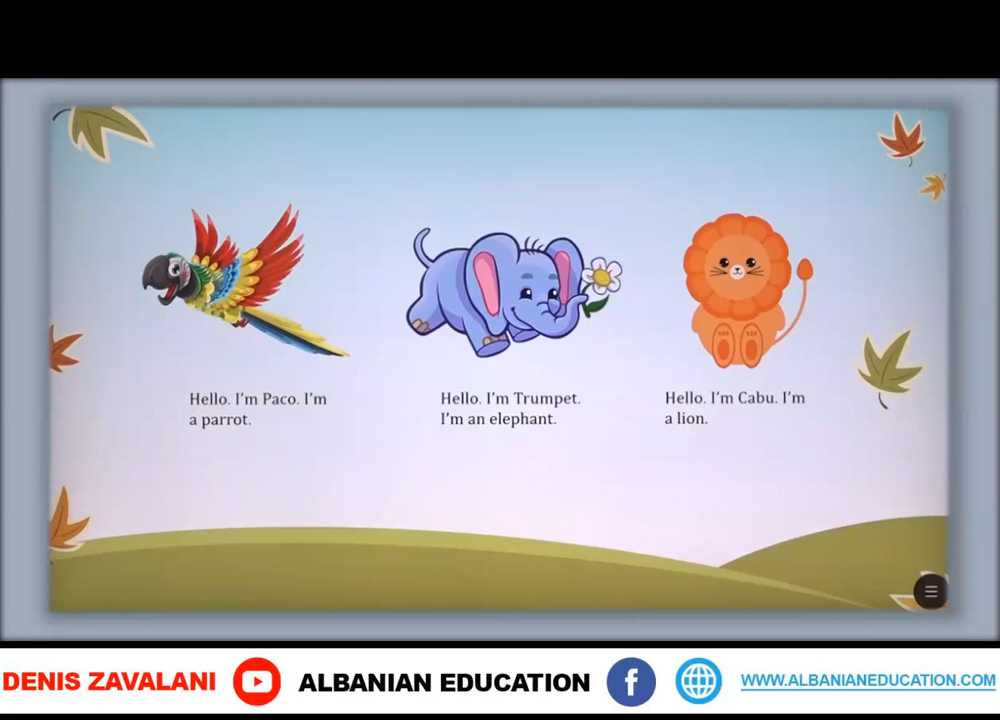 Hello. I'm Paco. I'm
a parrot.
Hello. I'm Trumpet.
I'm an elephant.
Hello. I'm Cabu. I'm
a lion.
DENIS ZAVALANI
ALBANIAN EDUCATION
f
WWW.ALBANIANEDUCATION.COM